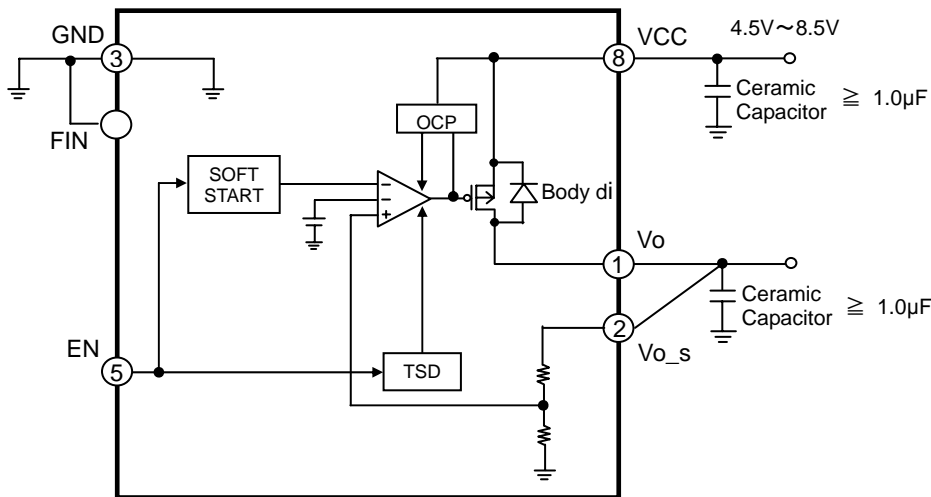 GND
3
FIN
VCC
8
4.5V～8.5V
Ceramic
Capacitor ≧ 1.0µF
OCP
SOFT
START
Body di
Vo
1
Ceramic
Capacitor ≧ 1.0µF
2
Vo_s
EN
5
TSD